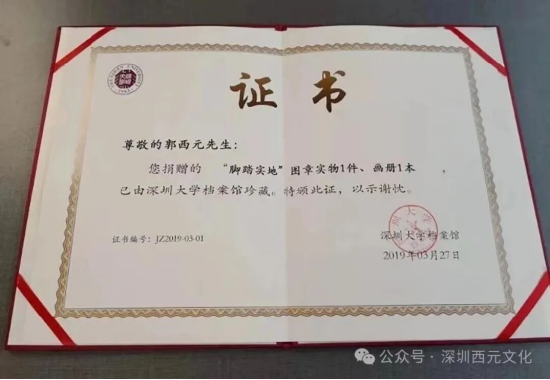 证书
尊敬的郭西元先生：
您捐赠的 “脚踏实地”图章实物1件、画册1本 ，
已由深圳大学档案馆珍藏。特颁此证，以示谢忱。
证书编号：JZ2019-03-01
深圳大学档案馆
2019年03月27日
公众号·深圳西元文化